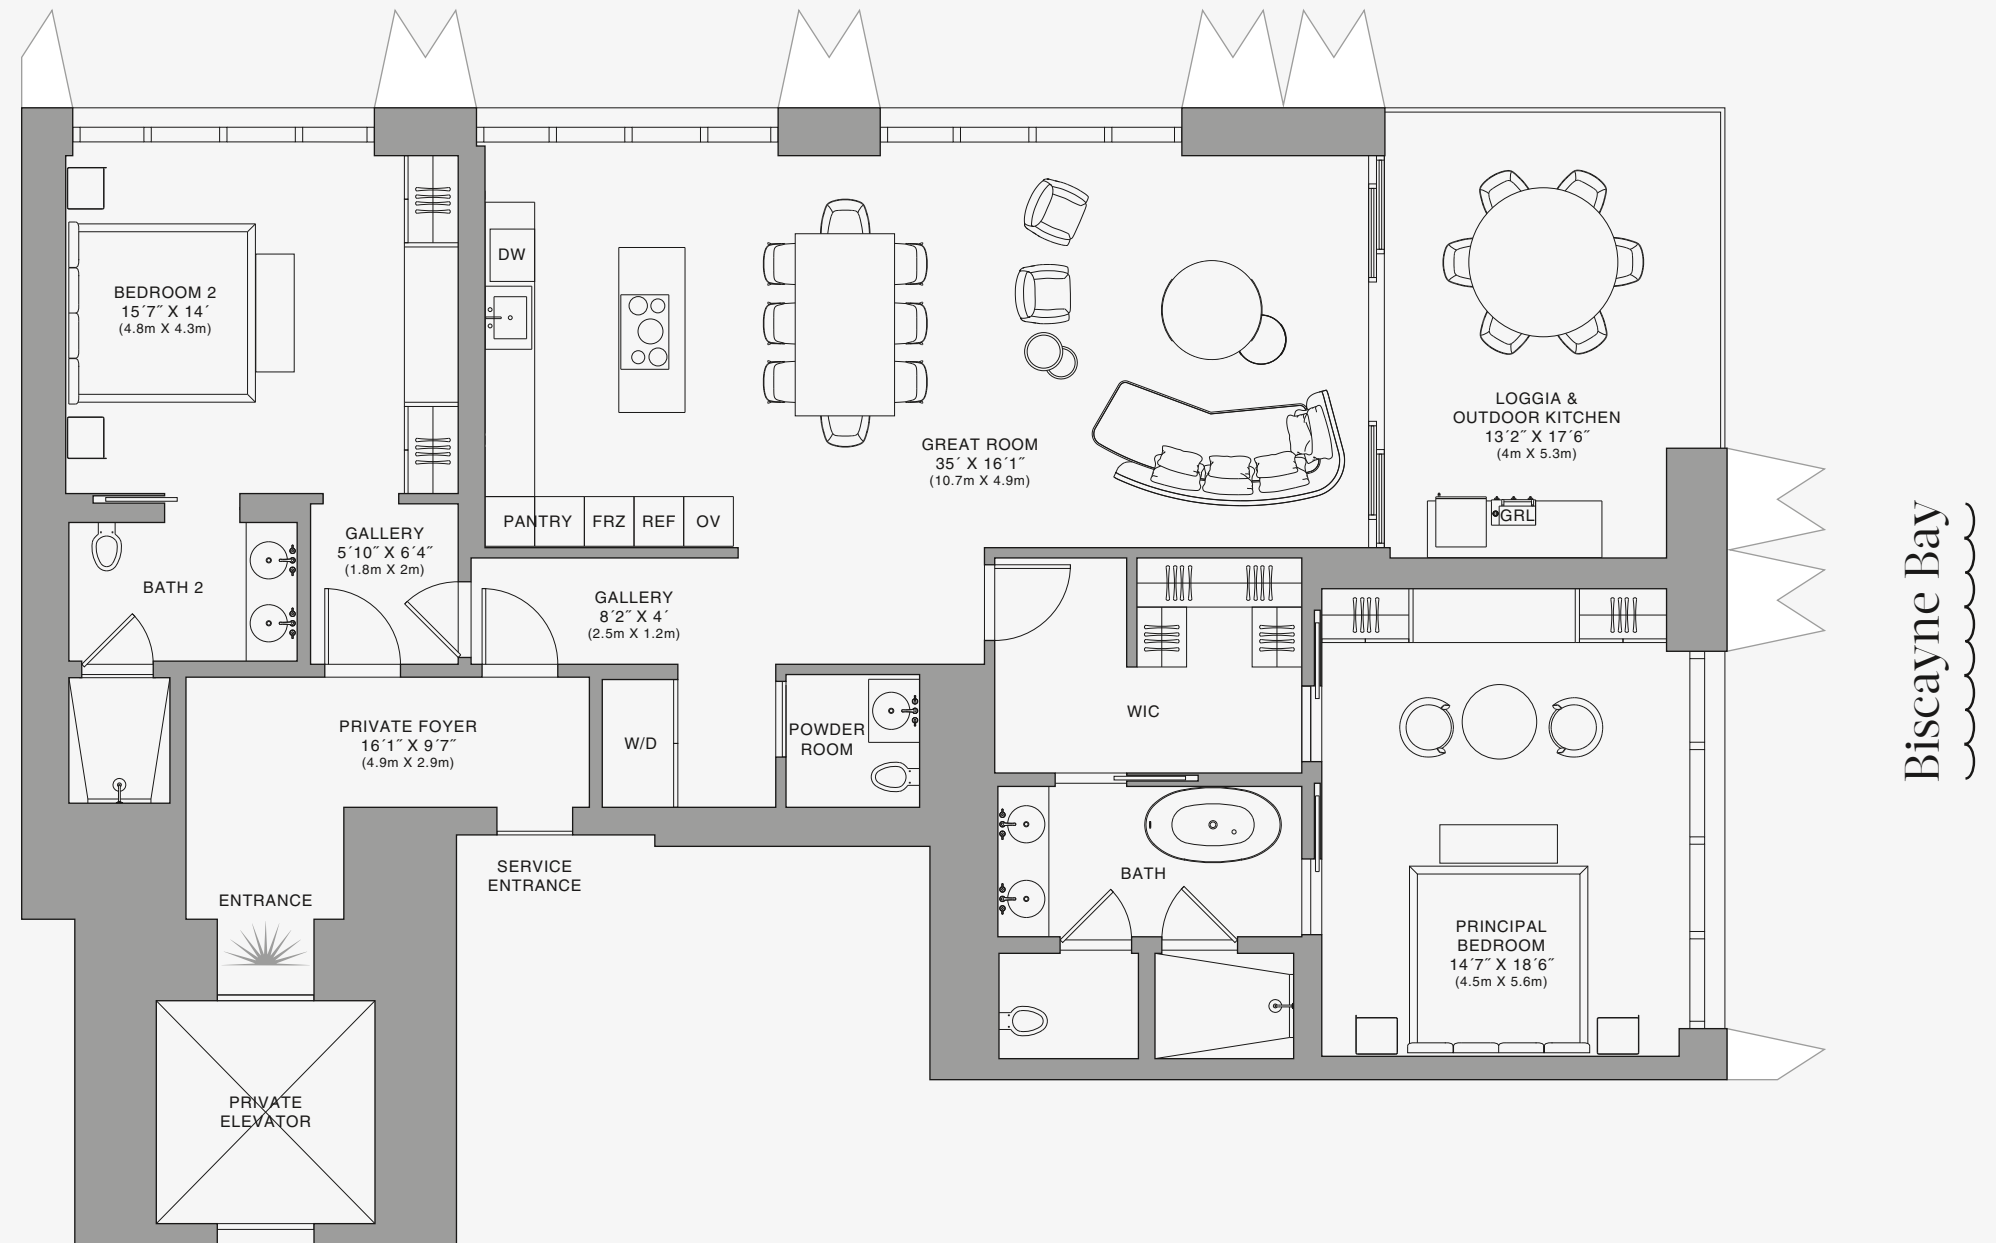 BEDROOM 2
15´7˝ X 14´
(4.8m X 4.3m)
DW
GREAT ROOM
35´ X 16´1˝
(10.7m X 4.9m)
LOGGIA &
OUTDOOR KITCHEN
13´2˝ X 17´6˝
(4m X 5.3m)
GRL
PANTRY
FRZ
REF
OV
GALLERY
5´10˝ X 6´4˝
(1.8m X 2m)
BATH 2
GALLERY
8´2˝ X 4´
(2.5m X 1.2m)
Biscayne Bay
PRIVATE FOYER
16´1˝ X 9´7˝
(4.9m X 2.9m)
W/D
POWDER
ROOM
WIC
SERVICE
ENTRANCE
ENTRANCE
BATH
PRINCIPAL
BEDROOM
14´7˝ X 18´6˝
(4.5m X 5.6m)
PRIVATE
ELEVATOR